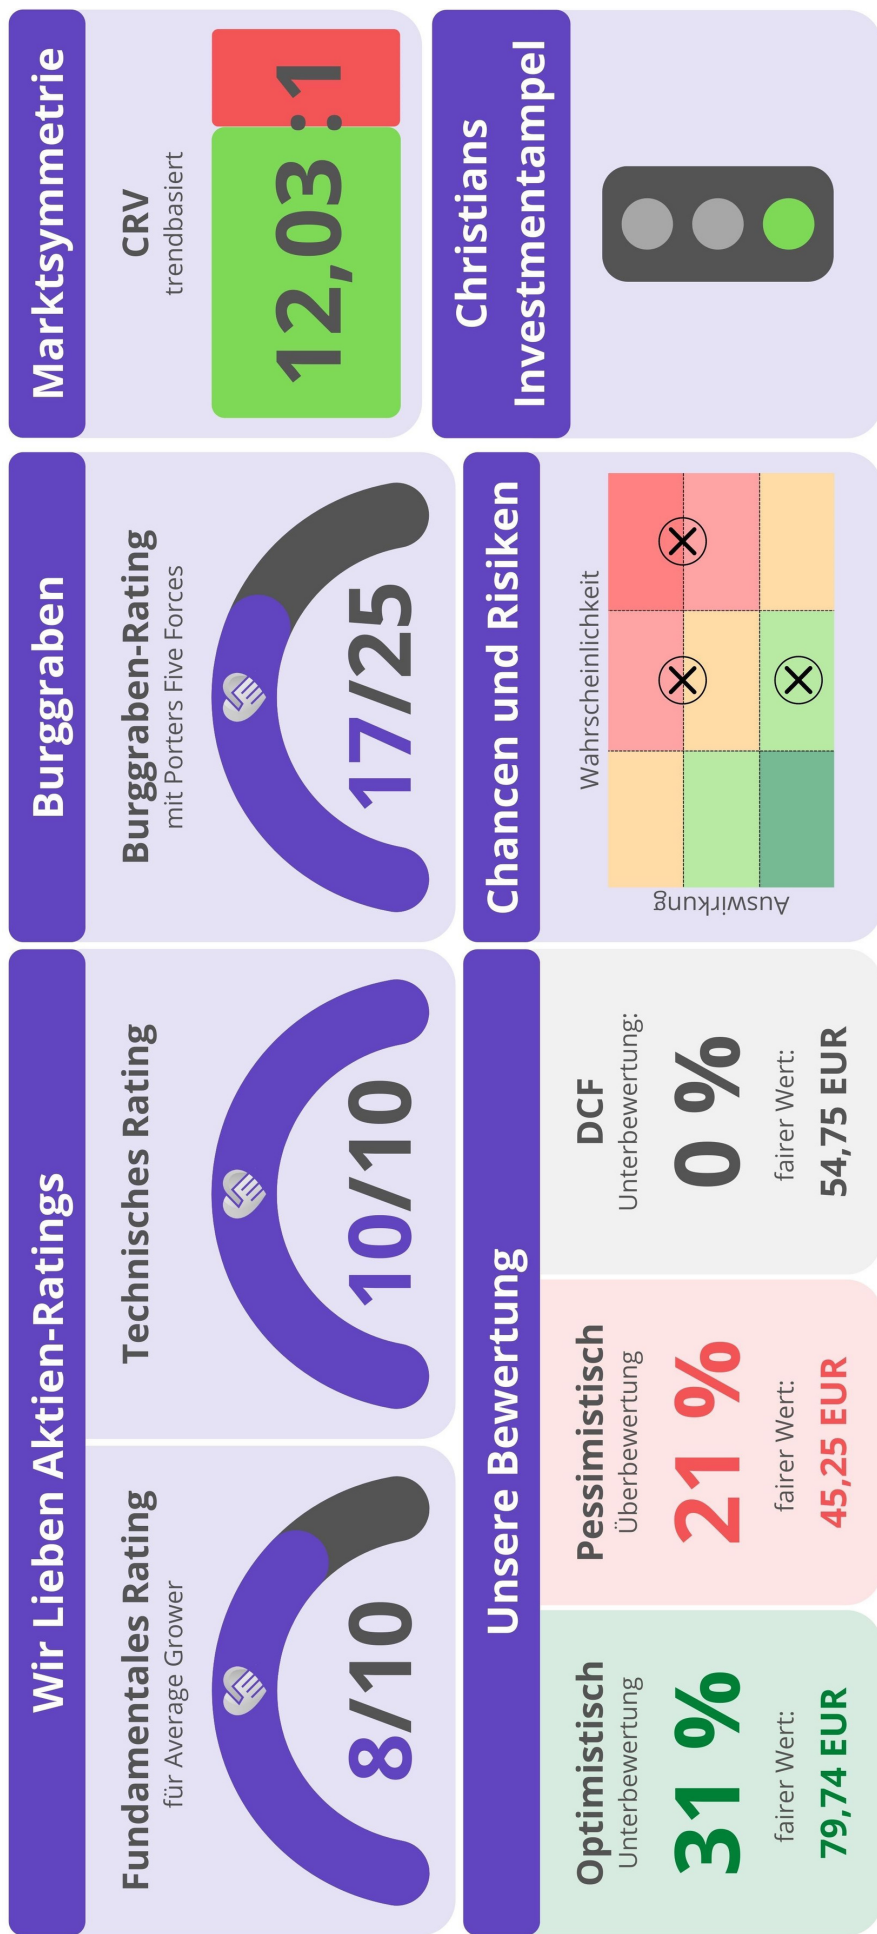 Wir Lieben Aktien-Ratings
Fundamentales Rating
für Average Grower
8/10
Technisches Rating
10/10
Burggraben
Burggraben-Rating
mit Porters Five Forces
17/25
Marktsymmetrie
CRV
trendbasiert
12,03 : 1
Unsere Bewertung
Optimistisch
Unterbewertung
31 %
fairer Wert:
79,74 EUR
Pessimistisch
Überbewertung
21 %
fairer Wert:
45,25 EUR
DCF
Unterbewertung:
0 %
fairer Wert:
54,75 EUR
Chancen und Risiken
Wahrscheinlichkeit
Auswirkung
Christians
Investmentampel